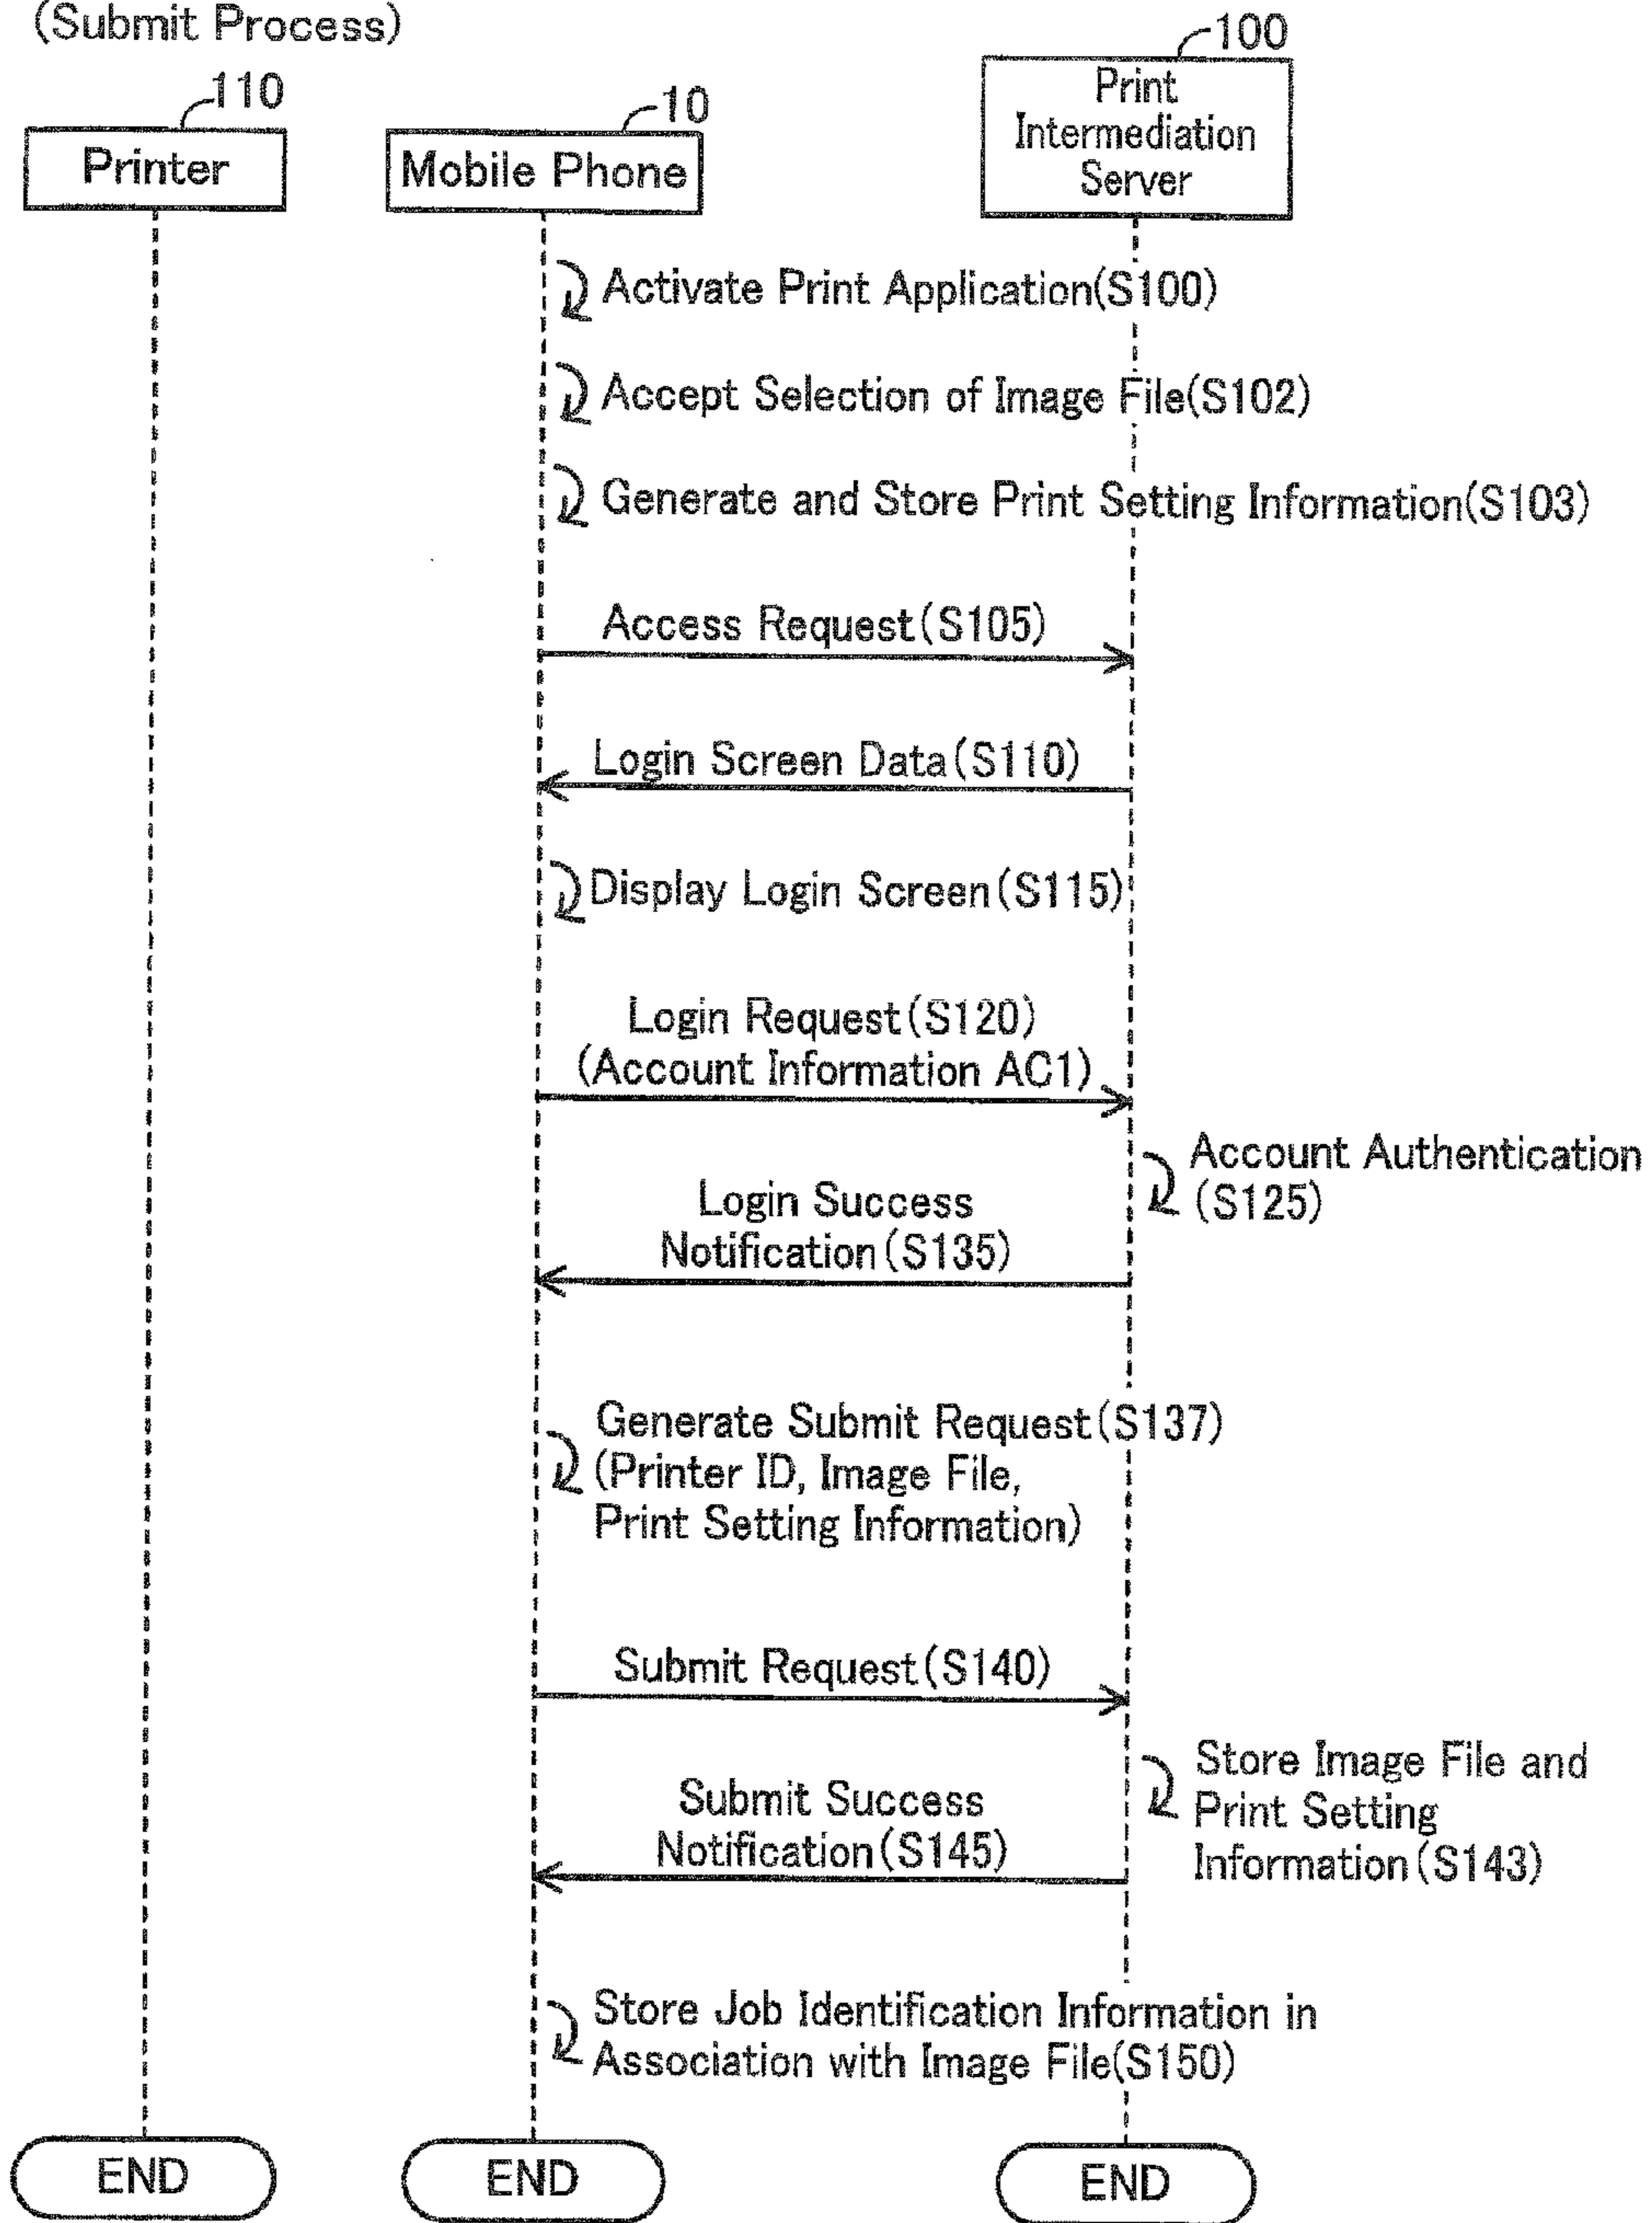 (Submit Process)
110
10
100
Printer
Mobile Phone
Print
Intermediation
Server
Activate Print Application(S100)
Accept Selection of Image File(S102)
Generate and Store Print Setting Information(S103)
Access Request(S105)
Login Screen Data(S110)
Display Login Screen(S115)
Login Request(S120)
(Account Information AC1)
Account Authentication
(S125)
Login Success
Notification(S135)
Generate Submit Request(S137)
(Printer ID, Image File,
Print Setting Information)
Submit Request(S140)
Store Image File and
Print Setting
Information(S143)
Submit Success
Notification(S145)
Store Job Identification Information in
Association with Image File(S150)
END
END
END